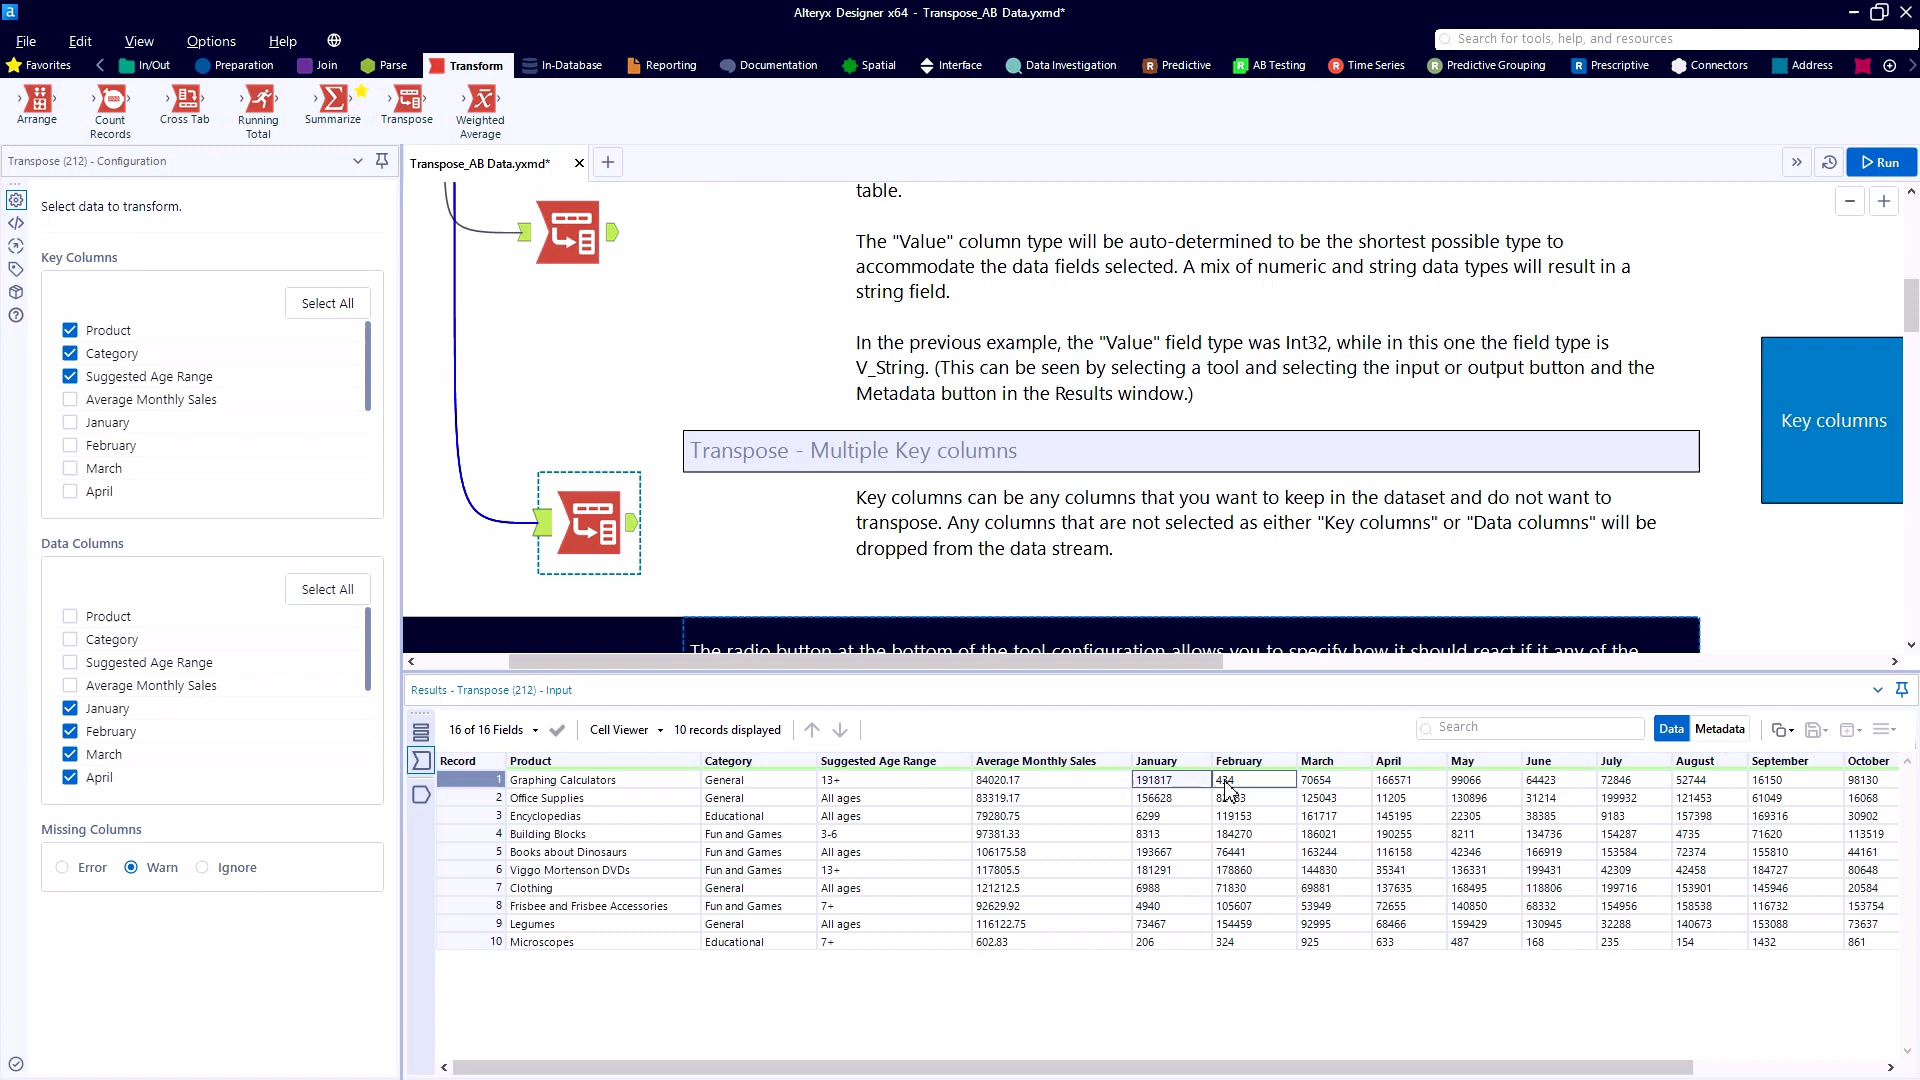 Alteryx Designer x64 - Transpose_AB Data.yxmd*
File Edit View Options Help
Search for tools, help, and resources
Favorites In/Out Preparation Join Parse Transform In-Database Reporting Documentation Spatial Interface Data Investigation Predictive AB Testing Time Series Predictive Grouping Prescriptive Connectors Address
Arrange Count Records Cross Tab Running Total Summarize Transpose Weighted Average
Transpose (212) - Configuration
Transpose_AB Data.yxmd*
Run
Select data to transform.
Key Columns
Select All
Product
Category
Suggested Age Range
Average Monthly Sales
January
February
March
April
Data Columns
Select All
Product
Category
Suggested Age Range
Average Monthly Sales
January
February
March
April
Missing Columns
Error Warn Ignore
table.
The "Value" column type will be auto-determined to be the shortest possible type to
accommodate the data fields selected. A mix of numeric and string data types will result in a
string field.
In the previous example, the "Value" field type was Int32, while in this one the field type is
V_String. (This can be seen by selecting a tool and selecting the input or output button and the
Metadata button in the Results window.)
Transpose - Multiple Key columns
Key columns can be any columns that you want to keep in the dataset and do not want to
transpose. Any columns that are not selected as either "Key columns" or "Data columns" will be
dropped from the data stream.
Key columns
The radio button at the bottom of the tool configuration allows you to specify how it should react if it any of the
Results - Transpose (212) - Input
16 of 16 Fields Cell Viewer 10 records displayed Search Data Metadata
Record Product Category Suggested Age Range Average Monthly Sales January February March April May June July August September October
1 Graphing Calculators General 13+ 84020.17 191817 70654 166571 99066 64423 72846 52744 16150 98130
2 Office Supplies General All ages 83319.17 156628 125043 11205 130896 31214 199932 121453 61049 16068
3 Encyclopedias Educational All ages 79280.75 6299 119153 161717 145195 22305 38385 9183 157398 169316 30902
4 Building Blocks Fun and Games 3-6 97381.33 8313 184270 186021 190255 8211 134736 154287 4735 71620 113519
5 Books about Dinosaurs Fun and Games All ages 106175.58 193667 76441 163244 116158 42346 166919 153584 72374 155810 44161
6 Viggo Mortenson DVDs Fun and Games 13+ 117805.5 181291 178860 144830 35341 136331 199431 42309 42458 184727 80648
7 Clothing General All ages 121212.5 6988 71830 69881 137635 168495 118806 199716 153901 145946 20584
8 Frisbee and Frisbee Accessories Fun and Games 7+ 92629.92 4940 105607 53949 72655 140850 68332 154956 158538 116732 153754
9 Legumes General All ages 116122.75 73467 154459 92995 68466 159429 130945 32288 140673 153088 73637
10 Microscopes Educational 7+ 602.83 206 324 925 633 487 168 235 154 1432 861